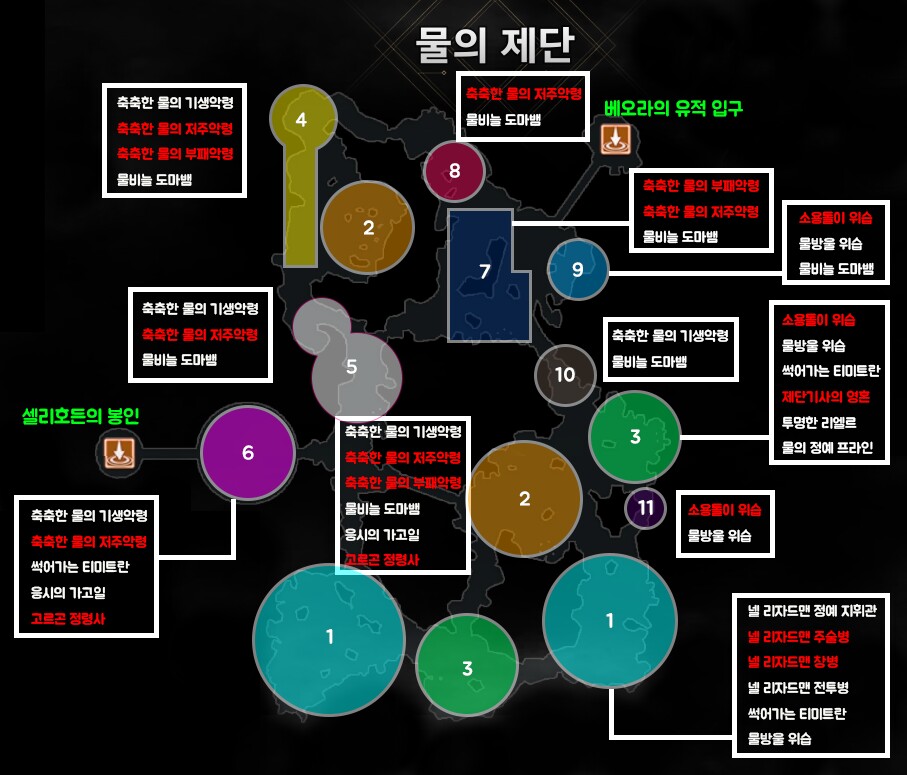 물의 제단
축축한 물의 저주악령
물비늘 도마뱀
베오라의 유적 입구
축축한 물의 기생악령
축축한 물의 저주악령
축축한 물의 부패악령
물비늘 도마뱀
4
8
축축한 물의 부패악령
축축한 물의 저주악령
물비늘 도마뱀
2
소용돌이 위습
물방울 위습
물비늘 도마뱀
7
9
축축한 물의 기생악령
축축한 물의 저주악령
물비늘 도마뱀
5
축축한 물의 기생악령
물비늘 도마뱀
10
소용돌이 위습
물방울 위습
썩어가는 티미트란
제단기사의 영혼
투명한 리엘르
물의 정예 프라인
3
셀리호든의 봉인
6
축축한 물의 기생악령
축축한 물의 저주악령
축축한 물의 부패악령
물비늘 도마뱀
응시의 가고일
고르곤 정령사
2
11
소용돌이 위습
물방울 위습
축축한 물의 기생악령
축축한 물의 저주악령
썩어가는 티미트란
응시의 가고일
고르곤 정령사
1
3
1
넬 리자드맨 정예 지휘관
넬 리자드맨 주술병
넬 리자드맨 창병
넬 리자드맨 전투병
썩어가는 티미트란
물방울 위습